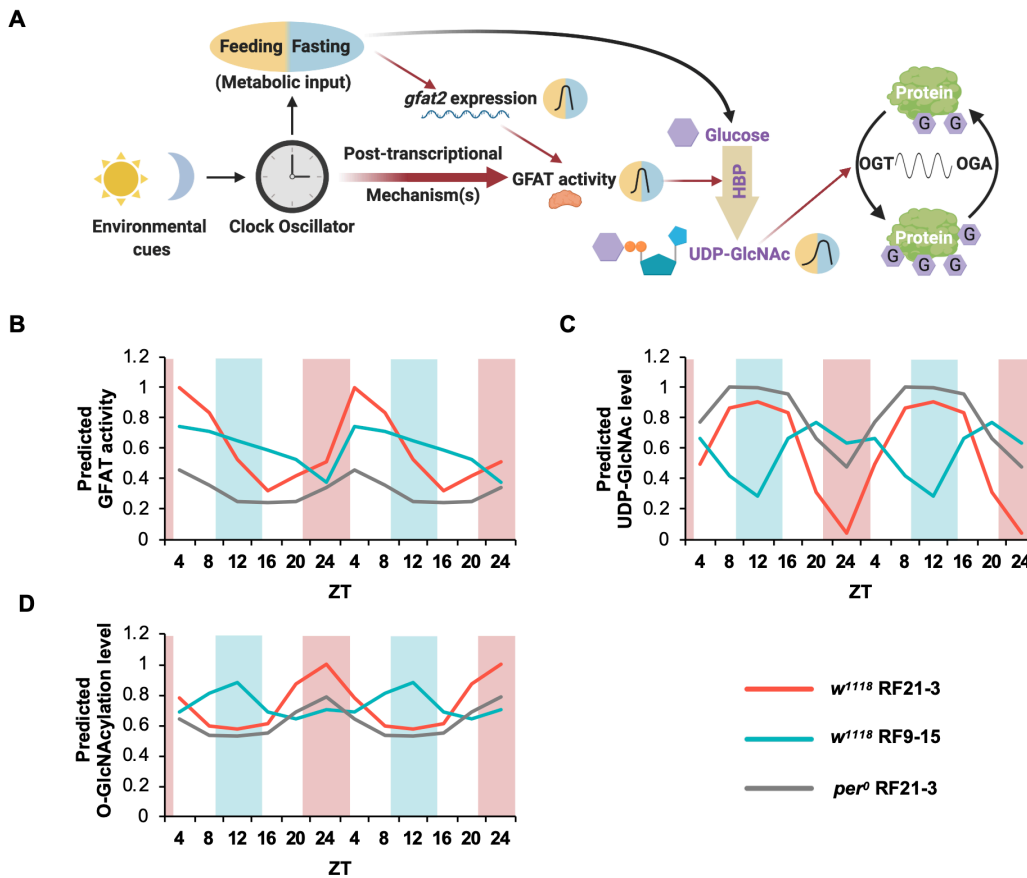 A
Feeding Fasting
(Metabolic input)
gfat2 expression
Glucose
Protein
G G
Post-transcriptional
Mechanism(s)
GFAT activity
HBP
OGT OGA
Environmental
cues
Clock Oscillator
UDP-GlcNAc
Protein
G
G G G
B
Predicted
GFAT activity
1.2
1
0.8
0.6
0.4
0.2
0
4 8 12 16 20 24 4 8 12 16 20 24
ZT
C
Predicted
UDP-GlcNAc level
1.2
1
0.8
0.6
0.4
0.2
0
4 8 12 16 20 24 4 8 12 16 20 24
ZT
D
Predicted
O-GlcNAcylation level
1.2
1
0.8
0.6
0.4
0.2
0
4 8 12 16 20 24 4 8 12 16 20 24
ZT
w¹¹¹⁸ RF21-3
w¹¹¹⁸ RF9-15
per⁰ RF21-3